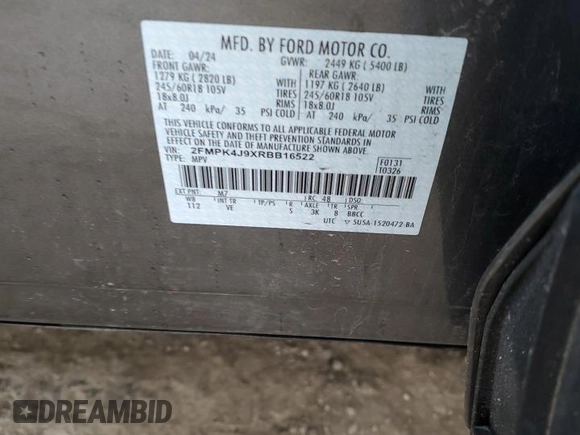 MFD. BY FORD MOTOR CO.
DATE: 04/24 GVWR: 2449 KG ( 5400 LB)
FRONT GAWR: REAR GAWR:
1279 KG ( 2820 LB) WITH 1197 KG ( 2640 LB) WITH
245/60R18 105V TIRES 245/60R18 105V TIRES
18x8.0J RIMS 18x8.0J RIMS
AT 240 kPa/ 35 PSI COLD AT 240 kPa/ 35 PSI COLD
THIS VEHICLE CONFORMS TO ALL APPLICABLE FEDERAL MOTOR
VEHICLE SAFETY AND THEFT PREVENTION STANDARDS IN
EFFECT ON THE DATE OF MANUFACTURE SHOWN ABOVE.
VIN: 2FMPK4J9XRBB16522
TYPE: MPV
F0131
T0326
EXT PNT: M7 RC: 48 DSO:
WB INT TR TP/PS R AXLE TR SPR
112 VE 5 3K 8 BBCC
UTC 5USA-1520472-BA
DREAMBID